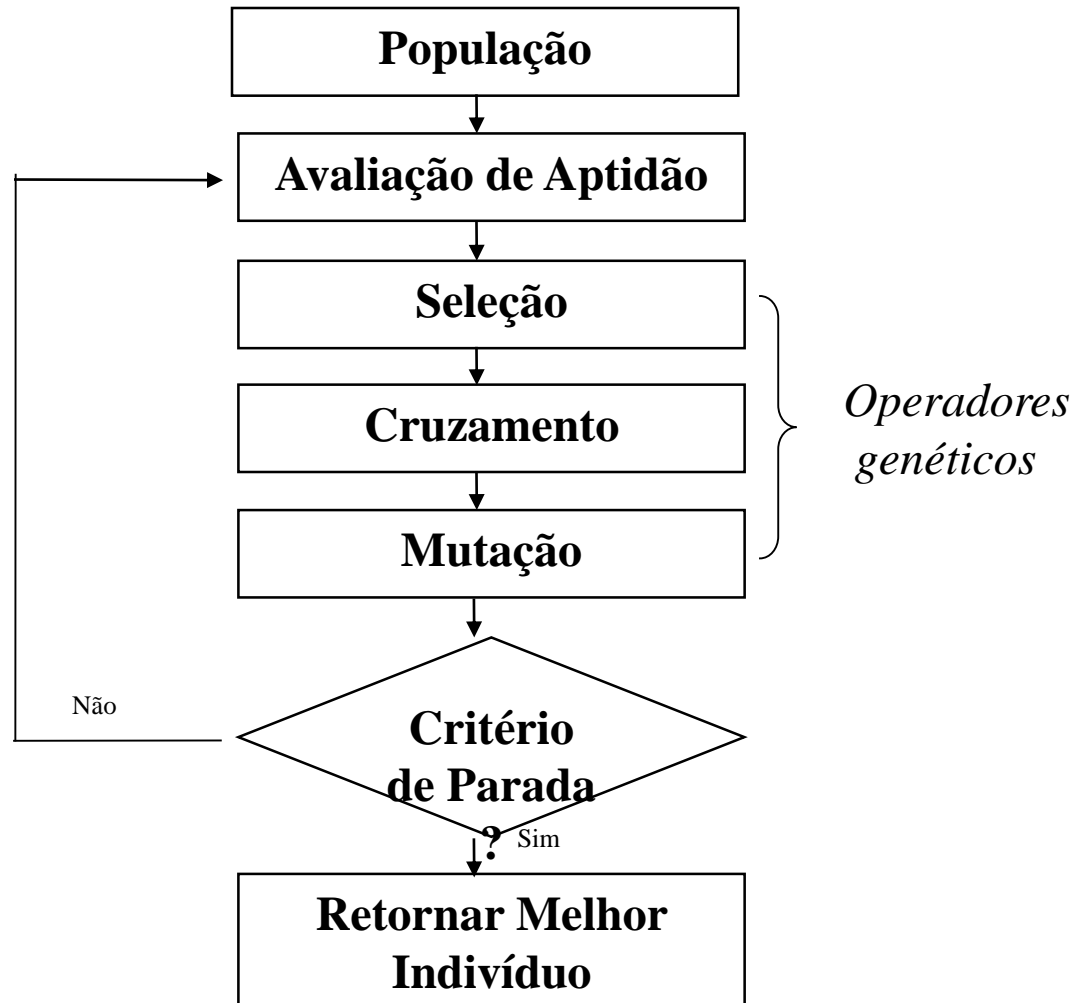 População
Avaliação de Aptidão
Seleção
Cruzamento
Operadores
genéticos
Mutação
Não
Critério
de Parada
?
Sim
Retornar Melhor
Indivíduo